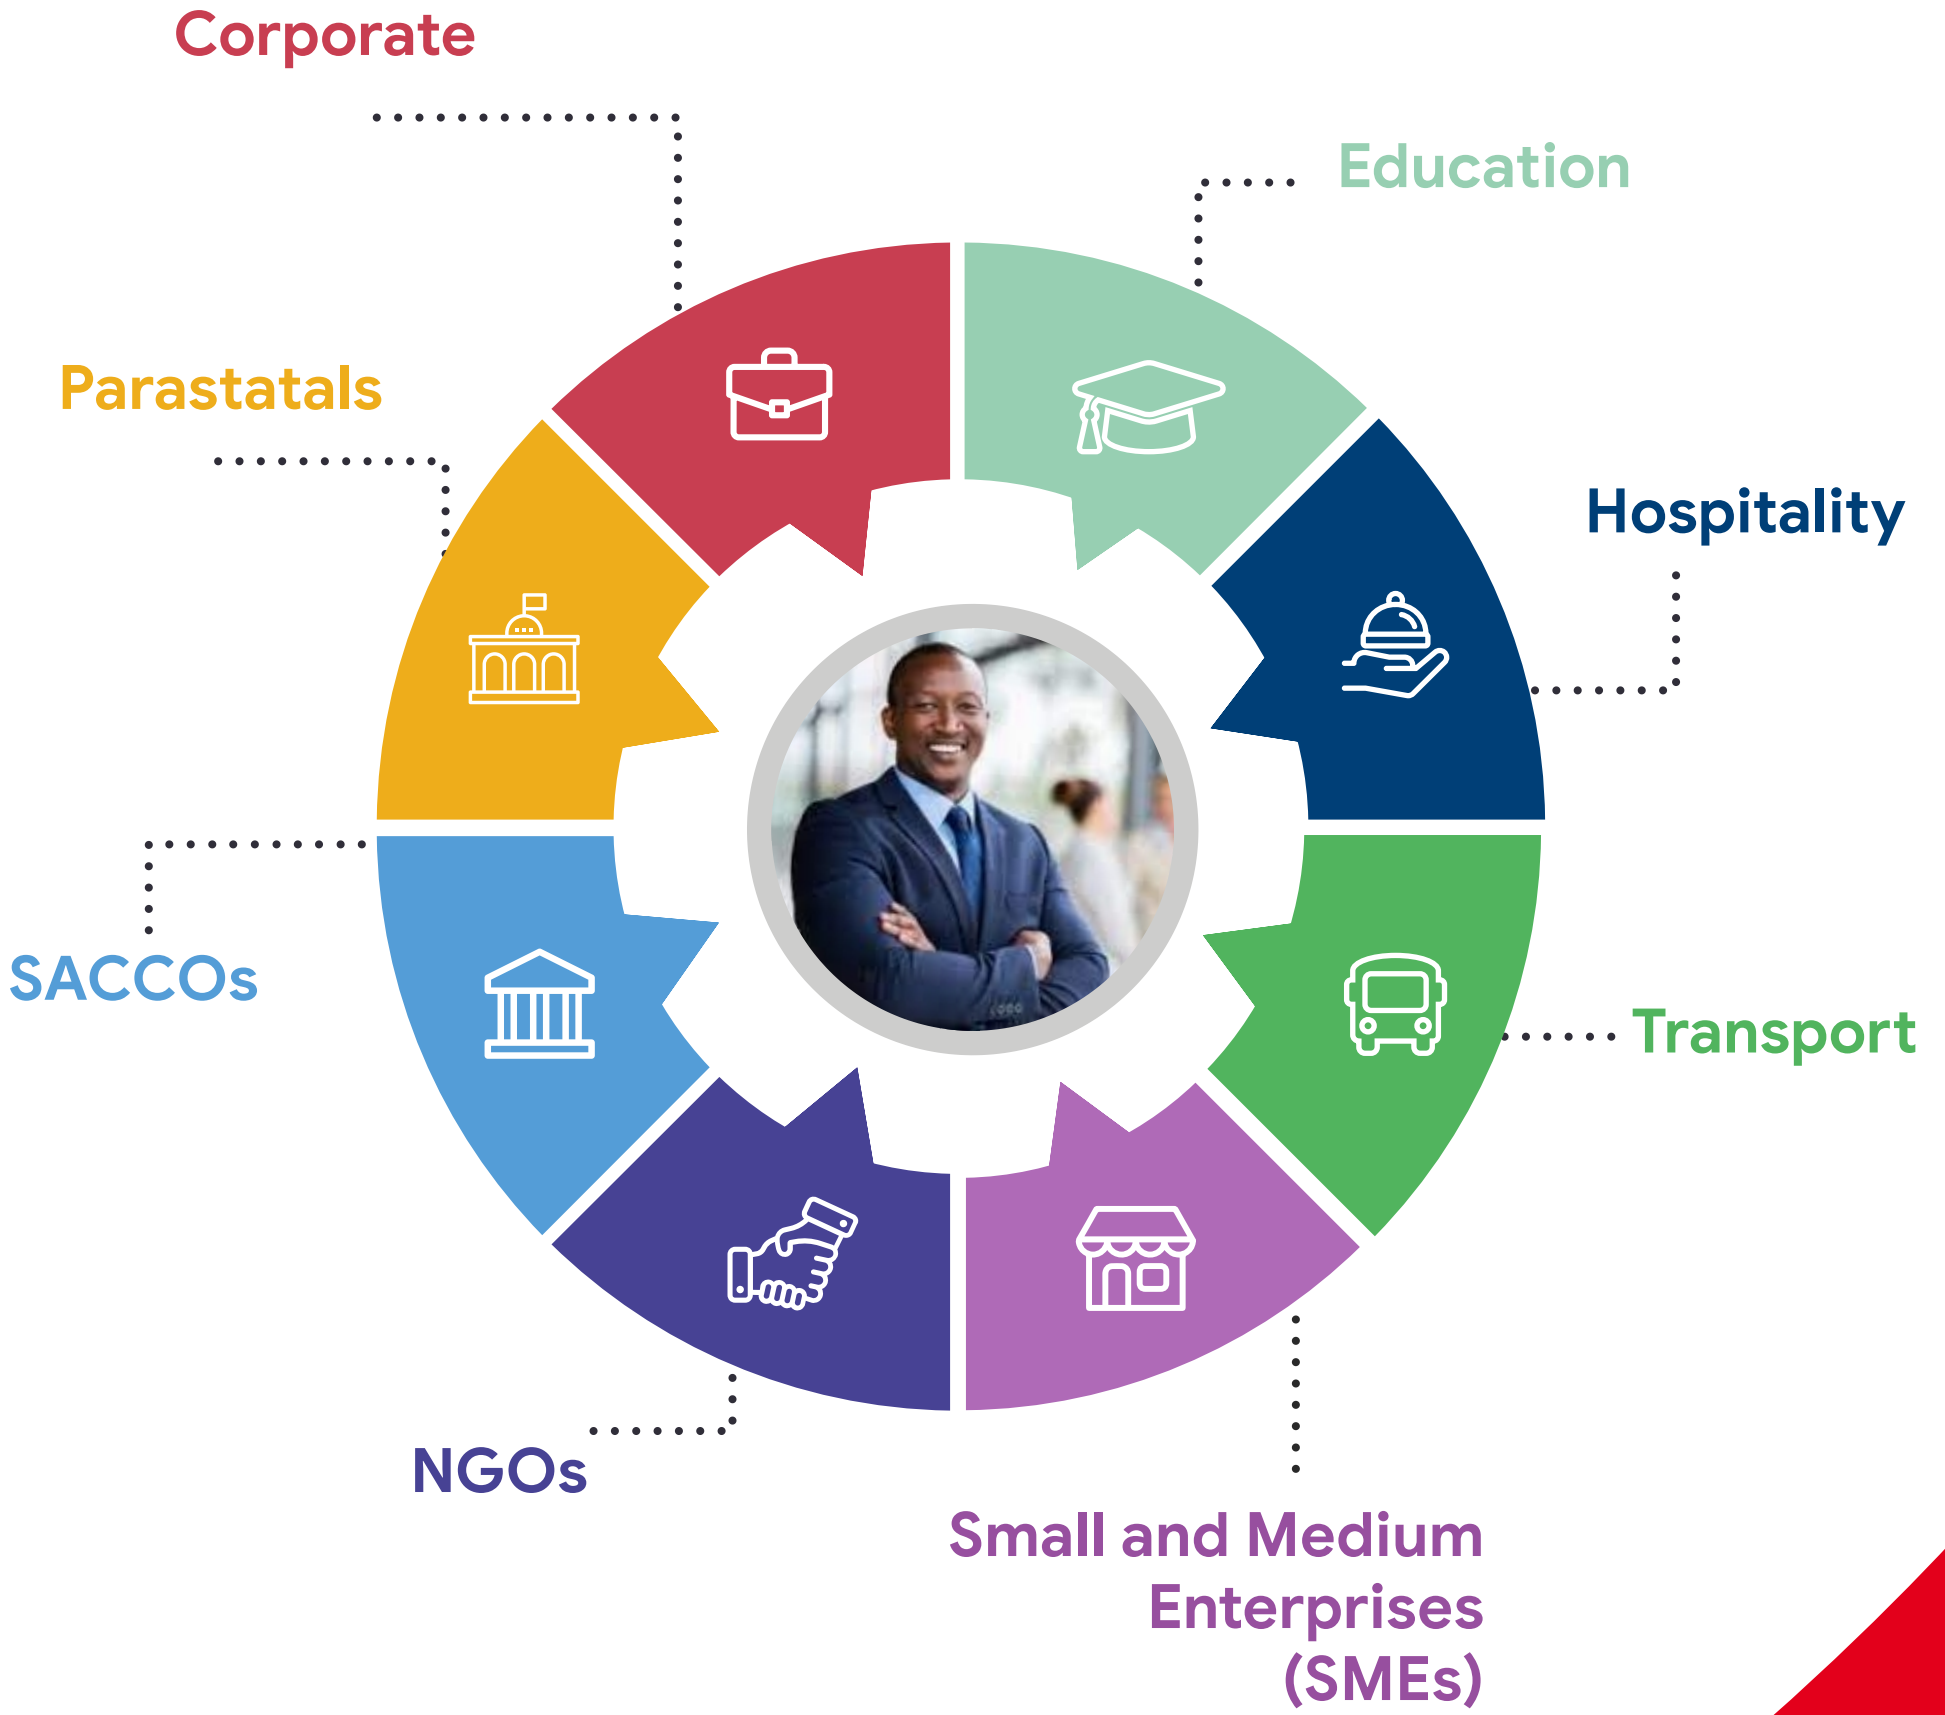 Corporate
Education
Parastatals
Hospitality
SACCOs
Transport
NGOs
Small and Medium
Enterprises
(SMEs)